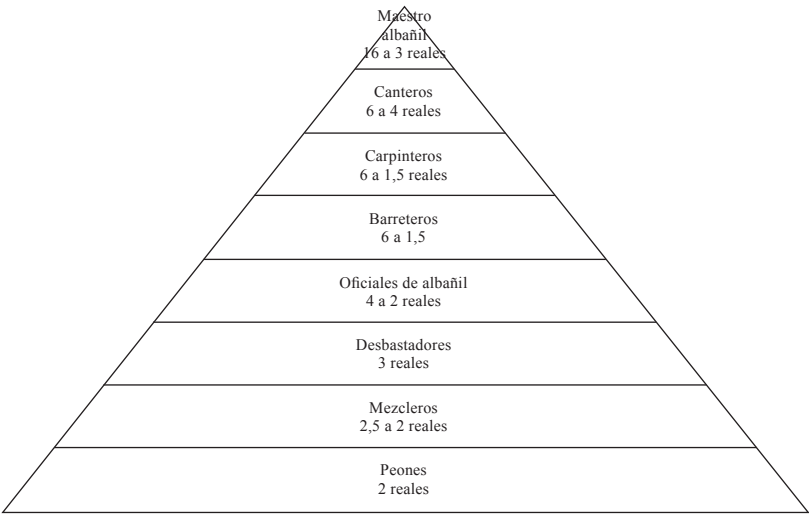 Maestro
albañil
16 a 3 reales
Canteros
6 a 4 reales
Carpinteros
6 a 1,5 reales
Barreteros
6 a 1,5
Oficiales de albañil
4 a 2 reales
Desbastadores
3 reales
Mezcleros
2,5 a 2 reales
Peones
2 reales